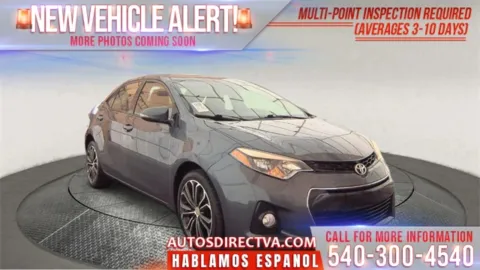 NEW VEHICLE ALERT!
MORE PHOTOS COMING SOON
MULTI-POINT INSPECTION REQUIRED
(AVERAGES 3-10 DAYS)
AUTOSDIRECTVA.COM
HABLAMOS ESPANOL
CALL FOR MORE INFORMATION
540-300-4540